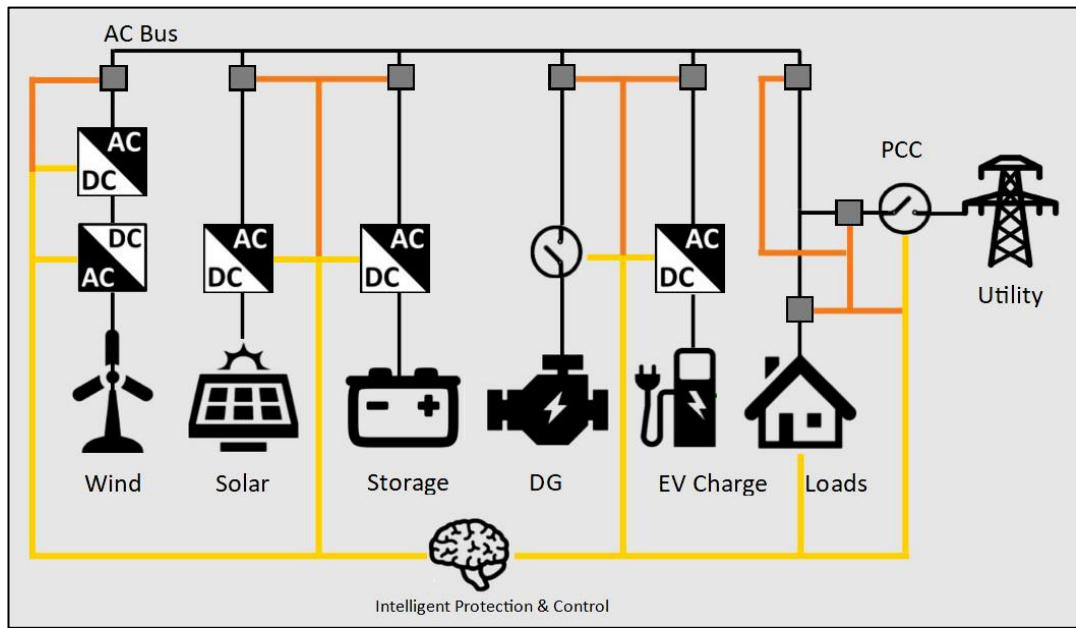 AC Bus
AC
DC
DC
AC
AC
DC
AC
DC
AC
DC
PCC
Utility
Wind
Solar
Storage
DG
EV Charge
Loads
Intelligent Protection & Control